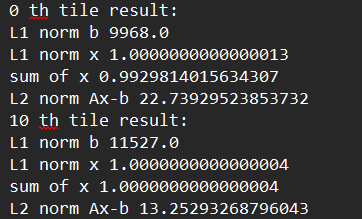 0 th tile result:
L1 norm b 9968.0
L1 norm x 1.0000000000000013
sum of x 0.9929814015634307
L2 norm Ax-b 22.73929523853732
10 th tile result:
L1 norm b 11527.0
L1 norm x 1.0000000000000004
sum of x 1.0000000000000004
L2 norm Ax-b 13.25293268796043